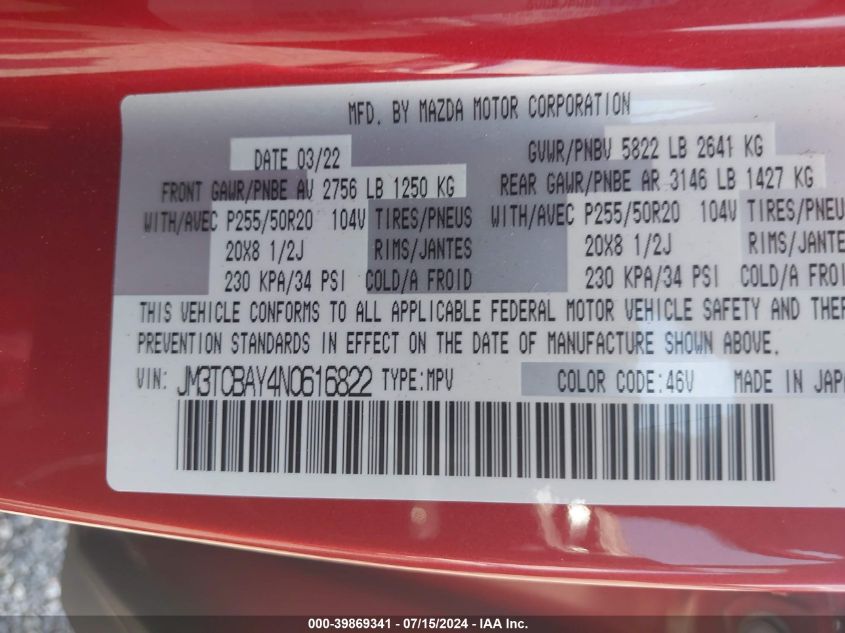 MFD. BY MAZDA MOTOR CORPORATION
DATE 03/22 GVWR/PNBV 5822 LB 2641 KG
FRONT GAWR/PNBE AV 2756 LB 1250 KG REAR GAWR/PNBE AR 3146 LB 1427 KG
WITH/AVEC P255/50R20 104V TIRES/PNEUS WITH/AVEC P255/50R20 104V TIRES/PNEU
20X8 1/2J RIMS/JANTES 20X8 1/2J RIMS/JANTE
230 KPA/34 PSI COLD/A FROID 230 KPA/34 PSI COLD/A FROI
THIS VEHICLE CONFORMS TO ALL APPLICABLE FEDERAL MOTOR VEHICLE SAFETY AND THEF
PREVENTION STANDARDS IN EFFECT ON THE DATE OF MANUFACTURE SHOWN ABOVE.
VIN: JM3TCBAY4N0616822 TYPE:MPV COLOR CODE:46V MADE IN JAPA
000-39869341 / 07/15/2024 - IAAI.com.